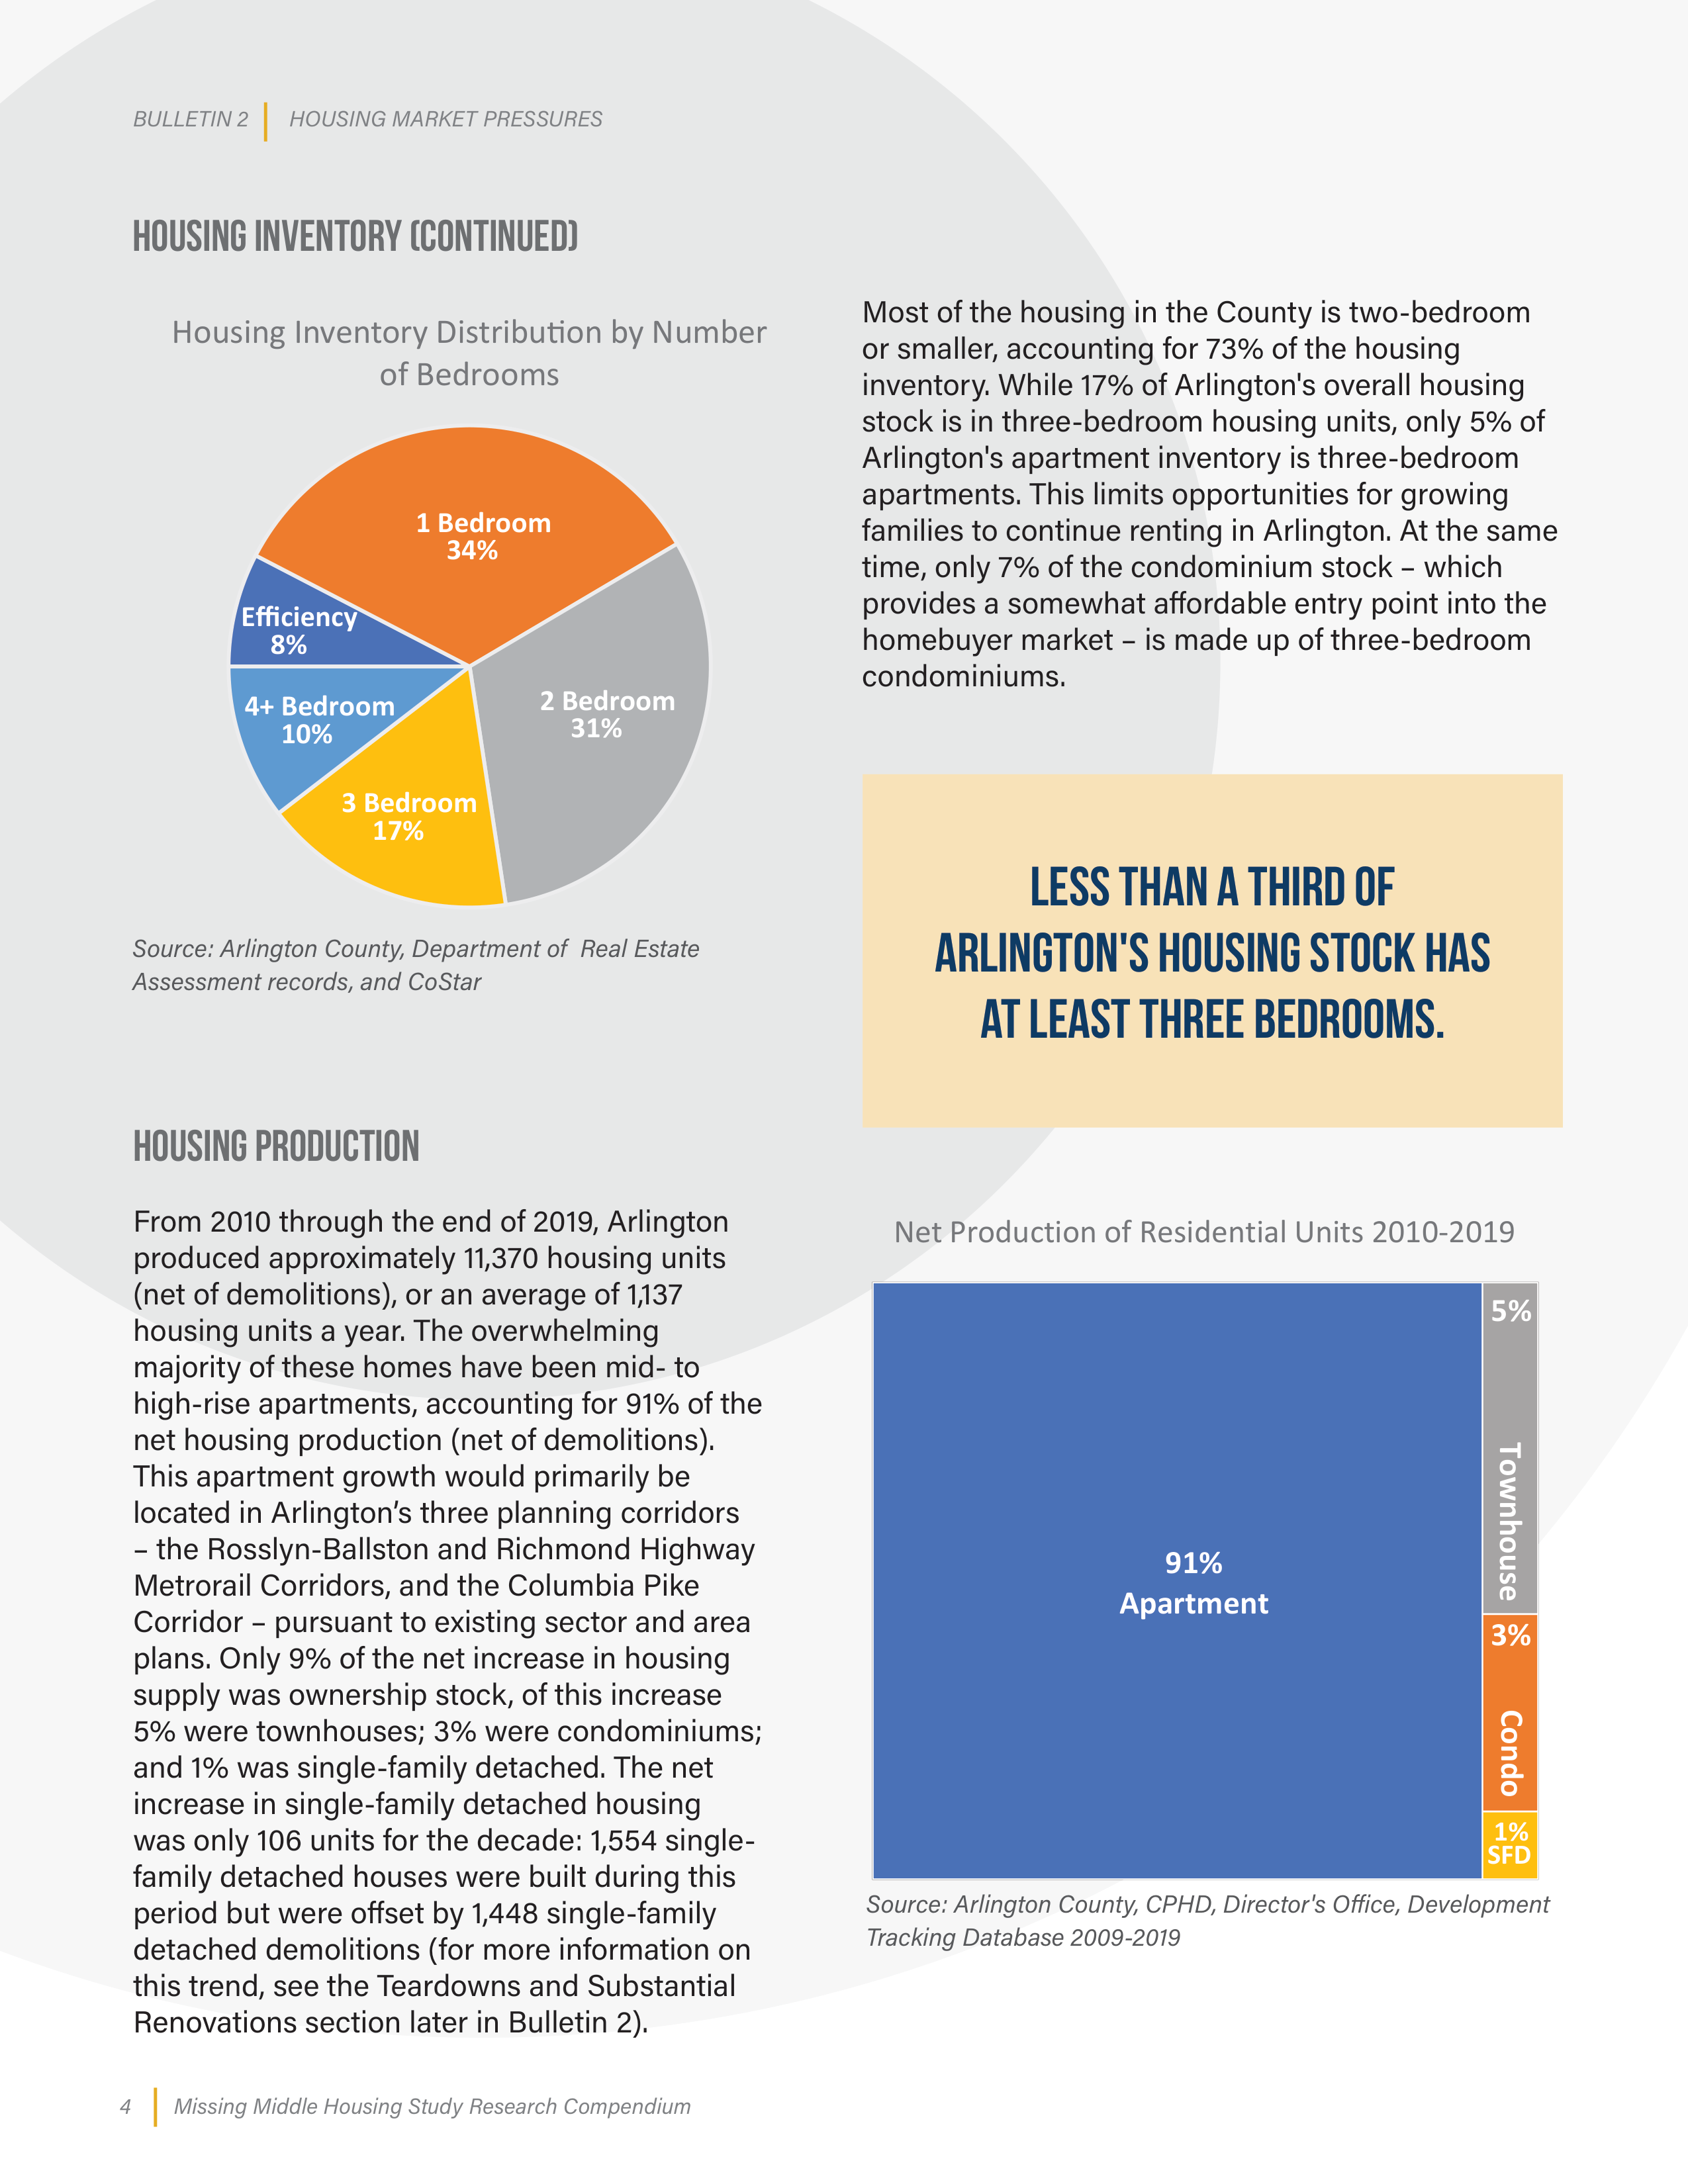 BULLETIN 2 | HOUSING MARKET PRESSURES
HOUSING INVENTORY (CONTINUED)
Housing Inventory Distribution by Number
of Bedrooms
1 Bedroom
34%
Efficiency
8%
4+ Bedroom
10%
2 Bedroom
31%
3 Bedroom
17%
Source: Arlington County, Department of Real Estate
Assessment records, and CoStar
Most of the housing in the County is two-bedroom
or smaller, accounting for 73% of the housing
inventory. While 17% of Arlington's overall housing
stock is in three-bedroom housing units, only 5% of
Arlington's apartment inventory is three-bedroom
apartments. This limits opportunities for growing
families to continue renting in Arlington. At the same
time, only 7% of the condominium stock – which
provides a somewhat affordable entry point into the
homebuyer market – is made up of three-bedroom
condominiums.
LESS THAN A THIRD OF
ARLINGTON'S HOUSING STOCK HAS
AT LEAST THREE BEDROOMS.
HOUSING PRODUCTION
From 2010 through the end of 2019, Arlington
produced approximately 11,370 housing units
(net of demolitions), or an average of 1,137
housing units a year. The overwhelming
majority of these homes have been mid- to
high-rise apartments, accounting for 91% of the
net housing production (net of demolitions).
This apartment growth would primarily be
located in Arlington’s three planning corridors
– the Rosslyn-Ballston and Richmond Highway
Metrorail Corridors, and the Columbia Pike
Corridor – pursuant to existing sector and area
plans. Only 9% of the net increase in housing
supply was ownership stock, of this increase
5% were townhouses; 3% were condominiums;
and 1% was single-family detached. The net
increase in single-family detached housing
was only 106 units for the decade: 1,554 single-
family detached houses were built during this
period but were offset by 1,448 single-family
detached demolitions (for more information on
this trend, see the Teardowns and Substantial
Renovations section later in Bulletin 2).
Net Production of Residential Units 2010-2019
91%
Apartment
5%
Townhouse
3%
Condo
1%
SFD
Source: Arlington County, CPHD, Director's Office, Development
Tracking Database 2009-2019
4 | Missing Middle Housing Study Research Compendium